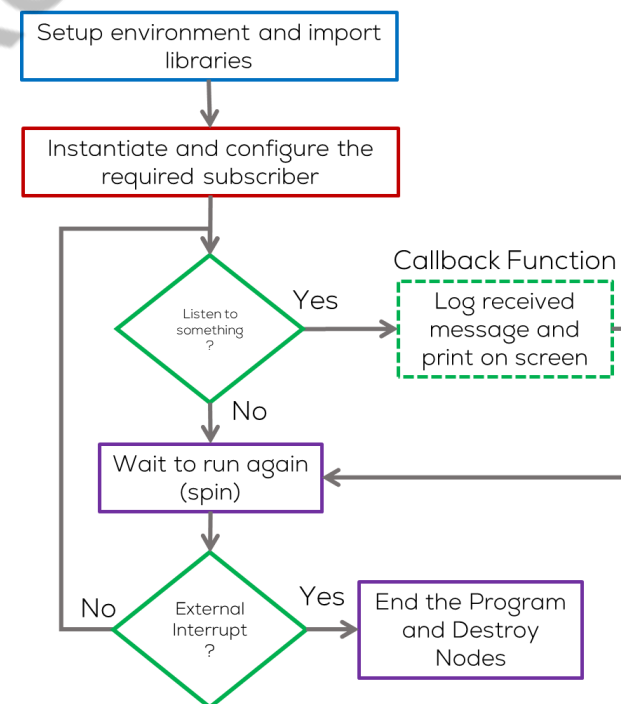 Setup environment and import
libraries
Instantiate and configure the
required subscriber
Callback Function
Listen to
something
?
Yes
Log received
message and
print on screen
No
Wait to run again
(spin)
External
Interrupt
?
No
Yes
End the Program
and Destroy
Nodes